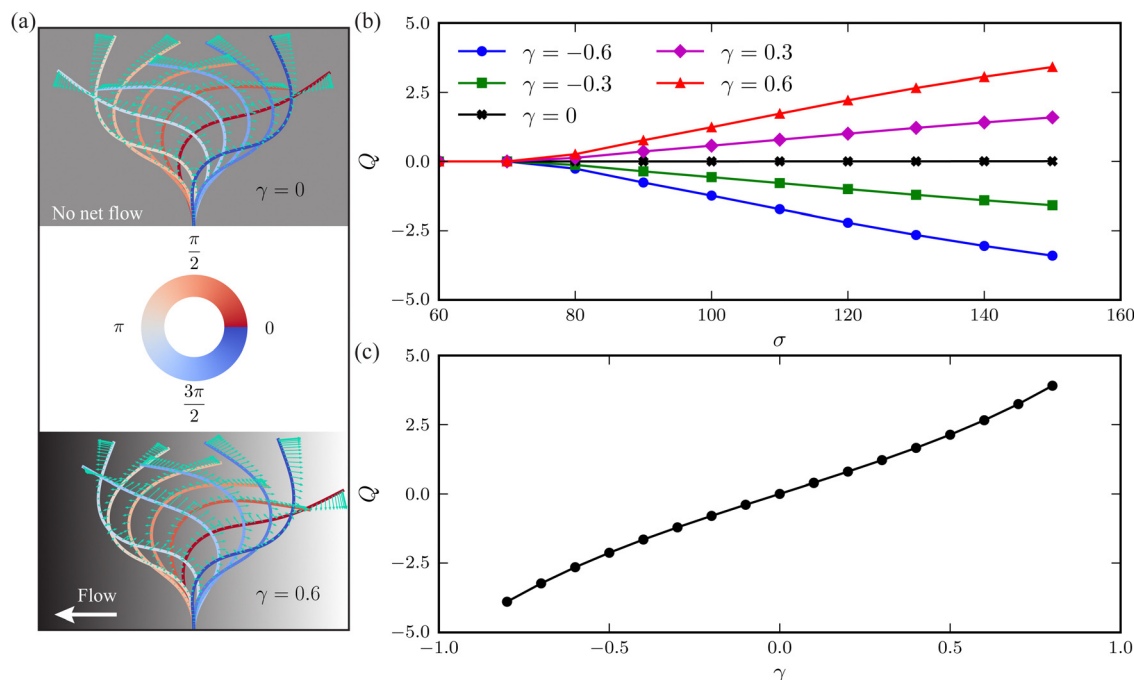 (a)
γ = 0
No net flow
π/2
π
0
3π/2
Flow
γ = 0.6
(b)
5.0
2.5
0.0
−2.5
−5.0
Q
γ = −0.6
γ = −0.3
γ = 0
γ = 0.3
γ = 0.6
60
80
100
120
140
160
σ
(c)
5.0
2.5
0.0
−2.5
−5.0
Q
−1.0
−0.5
0.0
0.5
1.0
γ